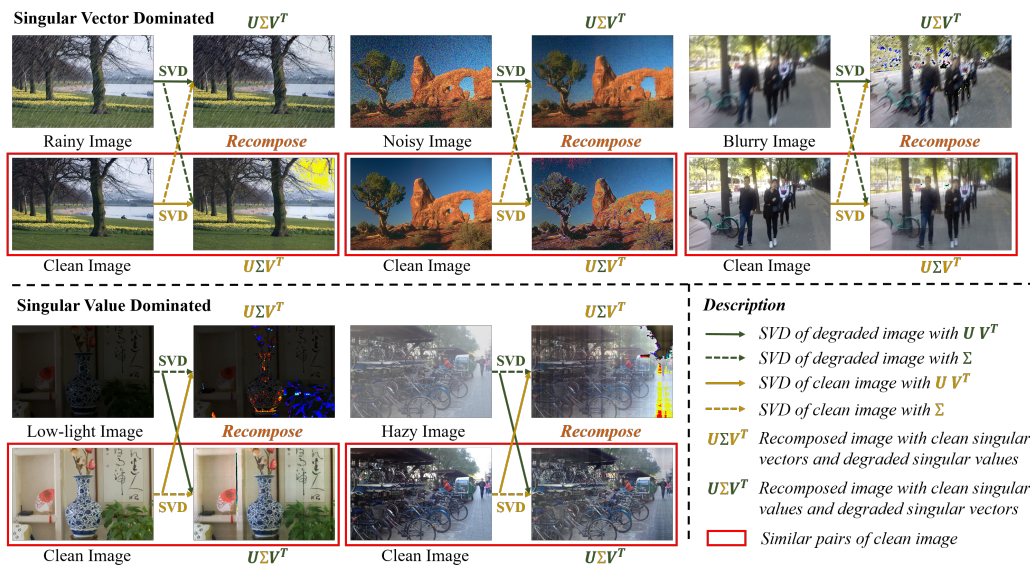 Singular Vector Dominated
UΣV^T UΣV^T UΣV^T
SVD SVD SVD
Rainy Image Recompose Noisy Image Recompose Blurry Image Recompose
SVD SVD SVD
Clean Image UΣV^T Clean Image UΣV^T Clean Image UΣV^T
Singular Value Dominated
UΣV^T UΣV^T
SVD SVD
Low-light Image Recompose Hazy Image Recompose
SVD SVD
Clean Image UΣV^T Clean Image UΣV^T
Description
SVD of degraded image with U V^T
SVD of degraded image with Σ
SVD of clean image with U V^T
SVD of clean image with Σ
UΣV^T Recomposed image with clean singular
vectors and degraded singular values
UΣV^T Recomposed image with clean singular
values and degraded singular vectors
Similar pairs of clean image